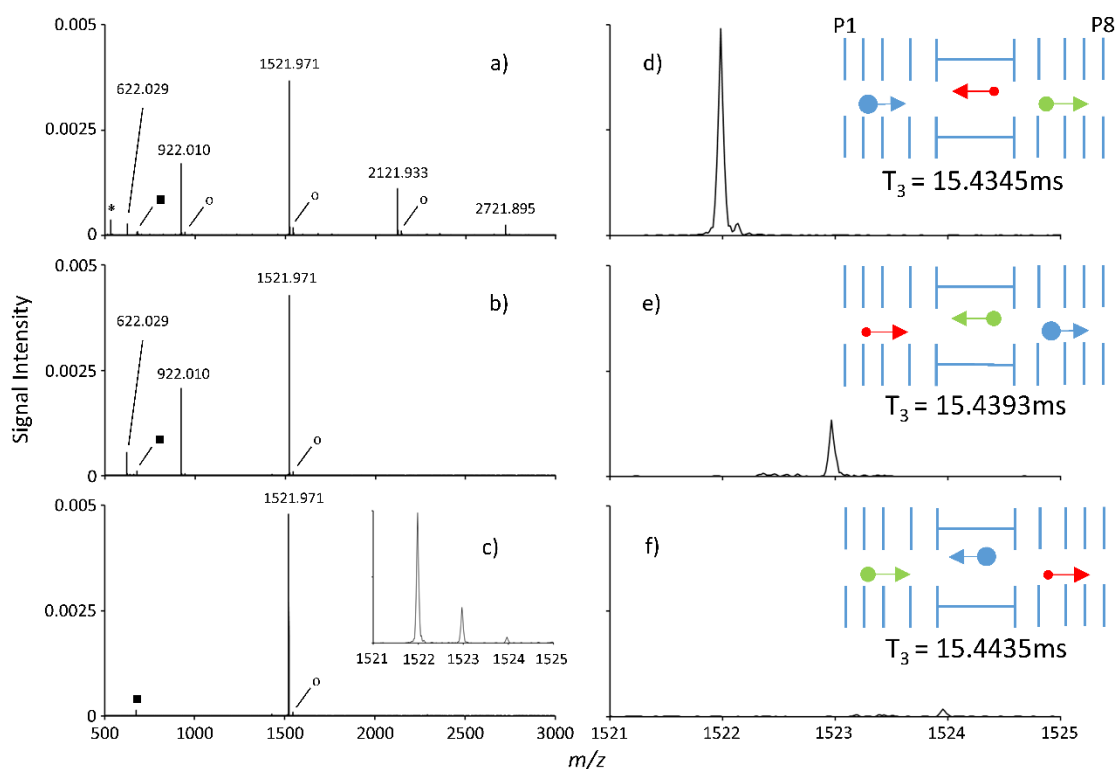 Signal Intensity
0.005
0.0025
0
a)
622.029
922.010
1521.971
2121.933
2721.895
*
■
o
o
o
0.005
0.0025
0
b)
622.029
922.010
1521.971
■
o
0.005
0.0025
0
1521.971
c)
■
o
1521 1522 1523 1524 1525
500 1000 1500 2000 2500 3000
d)
P1 P8
T3 = 15.4345ms
e)
T3 = 15.4393ms
f)
T3 = 15.4435ms
1521 1522 1523 1524 1525
m/z